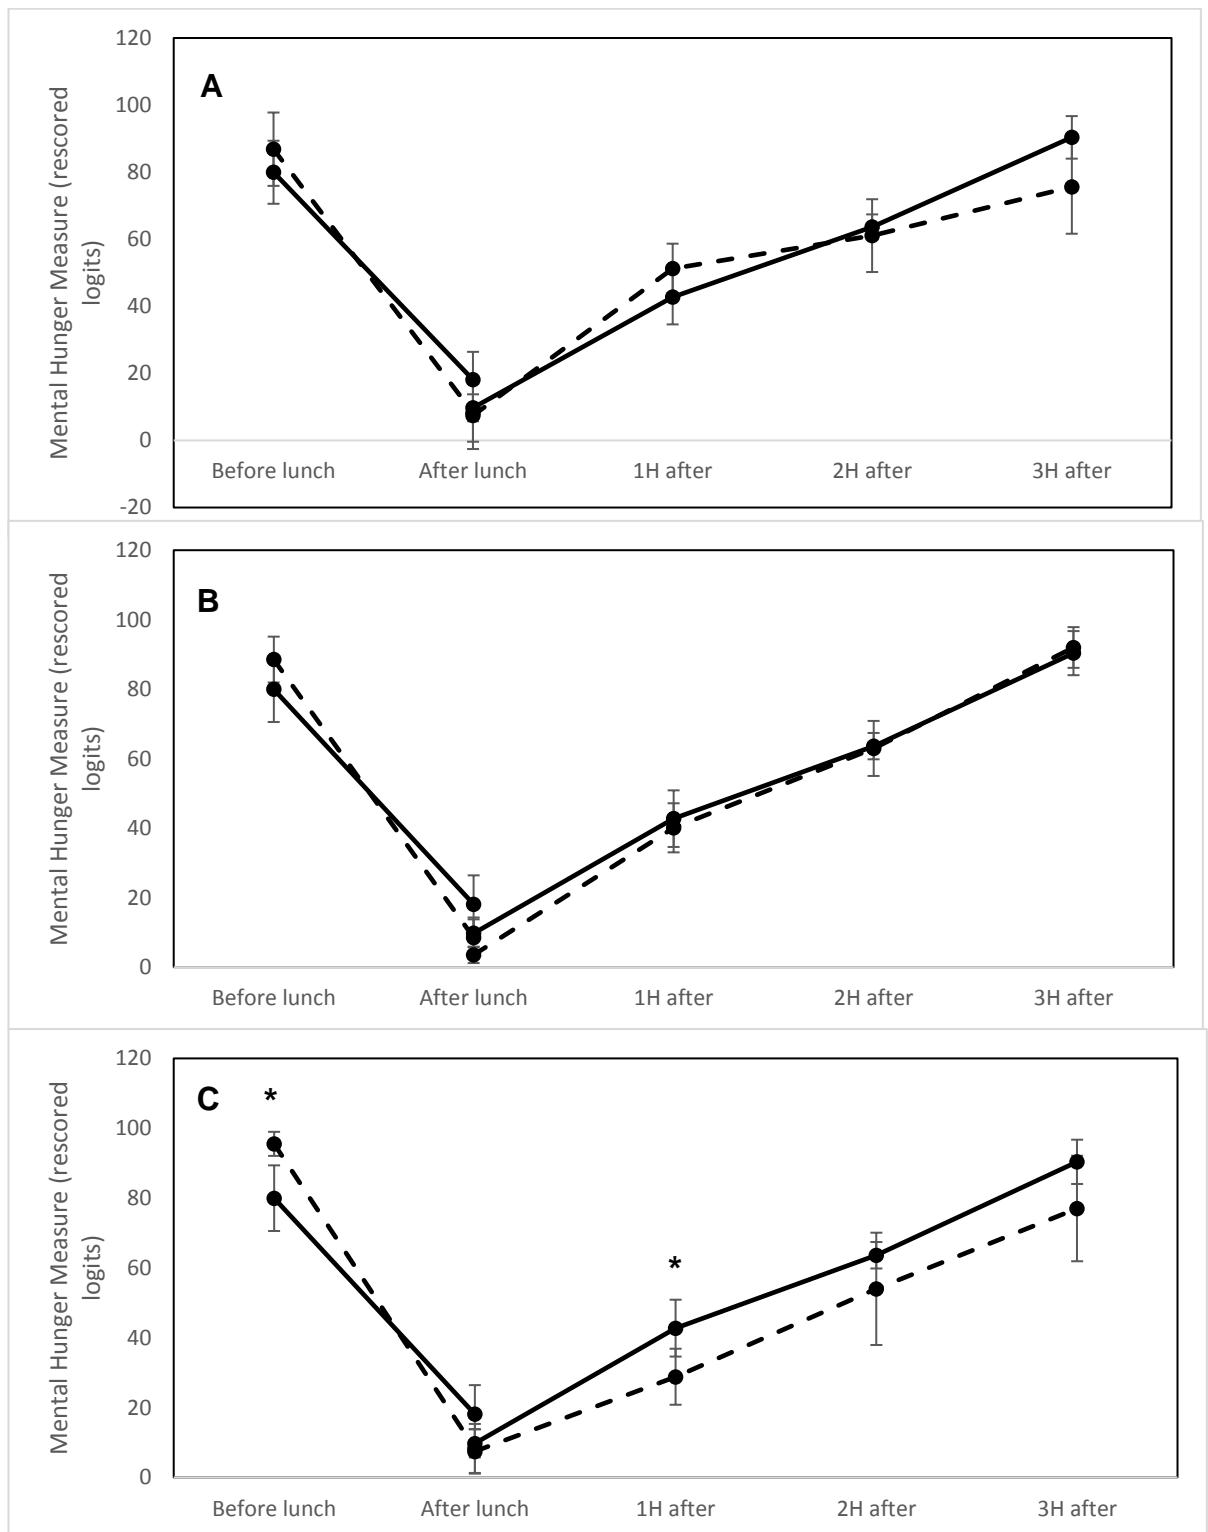 120
100
80
60
40
20
0
-20
Mental Hunger Measure (rescored
logits)
A
Before lunch
After lunch
1H after
2H after
3H after
120
100
80
60
40
20
0
Mental Hunger Measure (rescored
logits)
B
Before lunch
After lunch
1H after
2H after
3H after
120
100
80
60
40
20
0
Mental Hunger Measure (rescored
logits)
C
*
*
Before lunch
After lunch
1H after
2H after
3H after